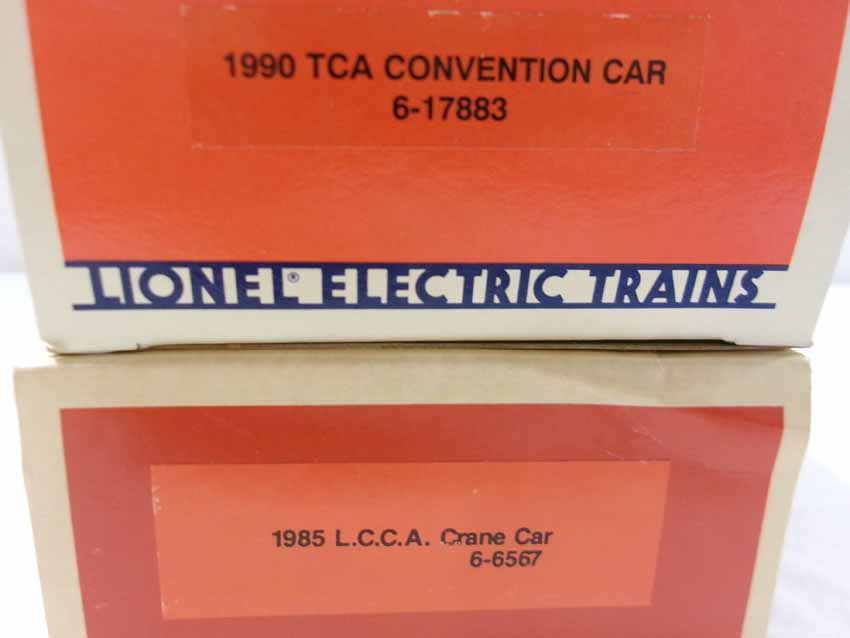 1990 TCA CONVENTION CAR
6-17883
LIONEL® ELECTRIC TRAINS
1985 L.C.C.A. Crane Car
6-6567